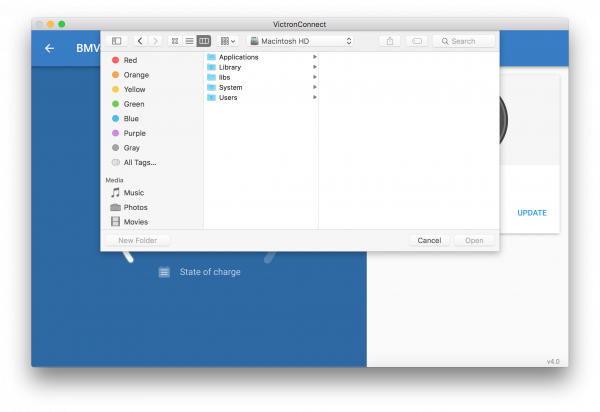 VictronConnect
BMV
Macintosh HD
Search
Red
Orange
Yellow
Green
Blue
Purple
Gray
All Tags...
Media
Music
Photos
Movies
Applications
Library
libs
System
Users
New Folder
Cancel
Open
UPDATE
State of charge
v4.0